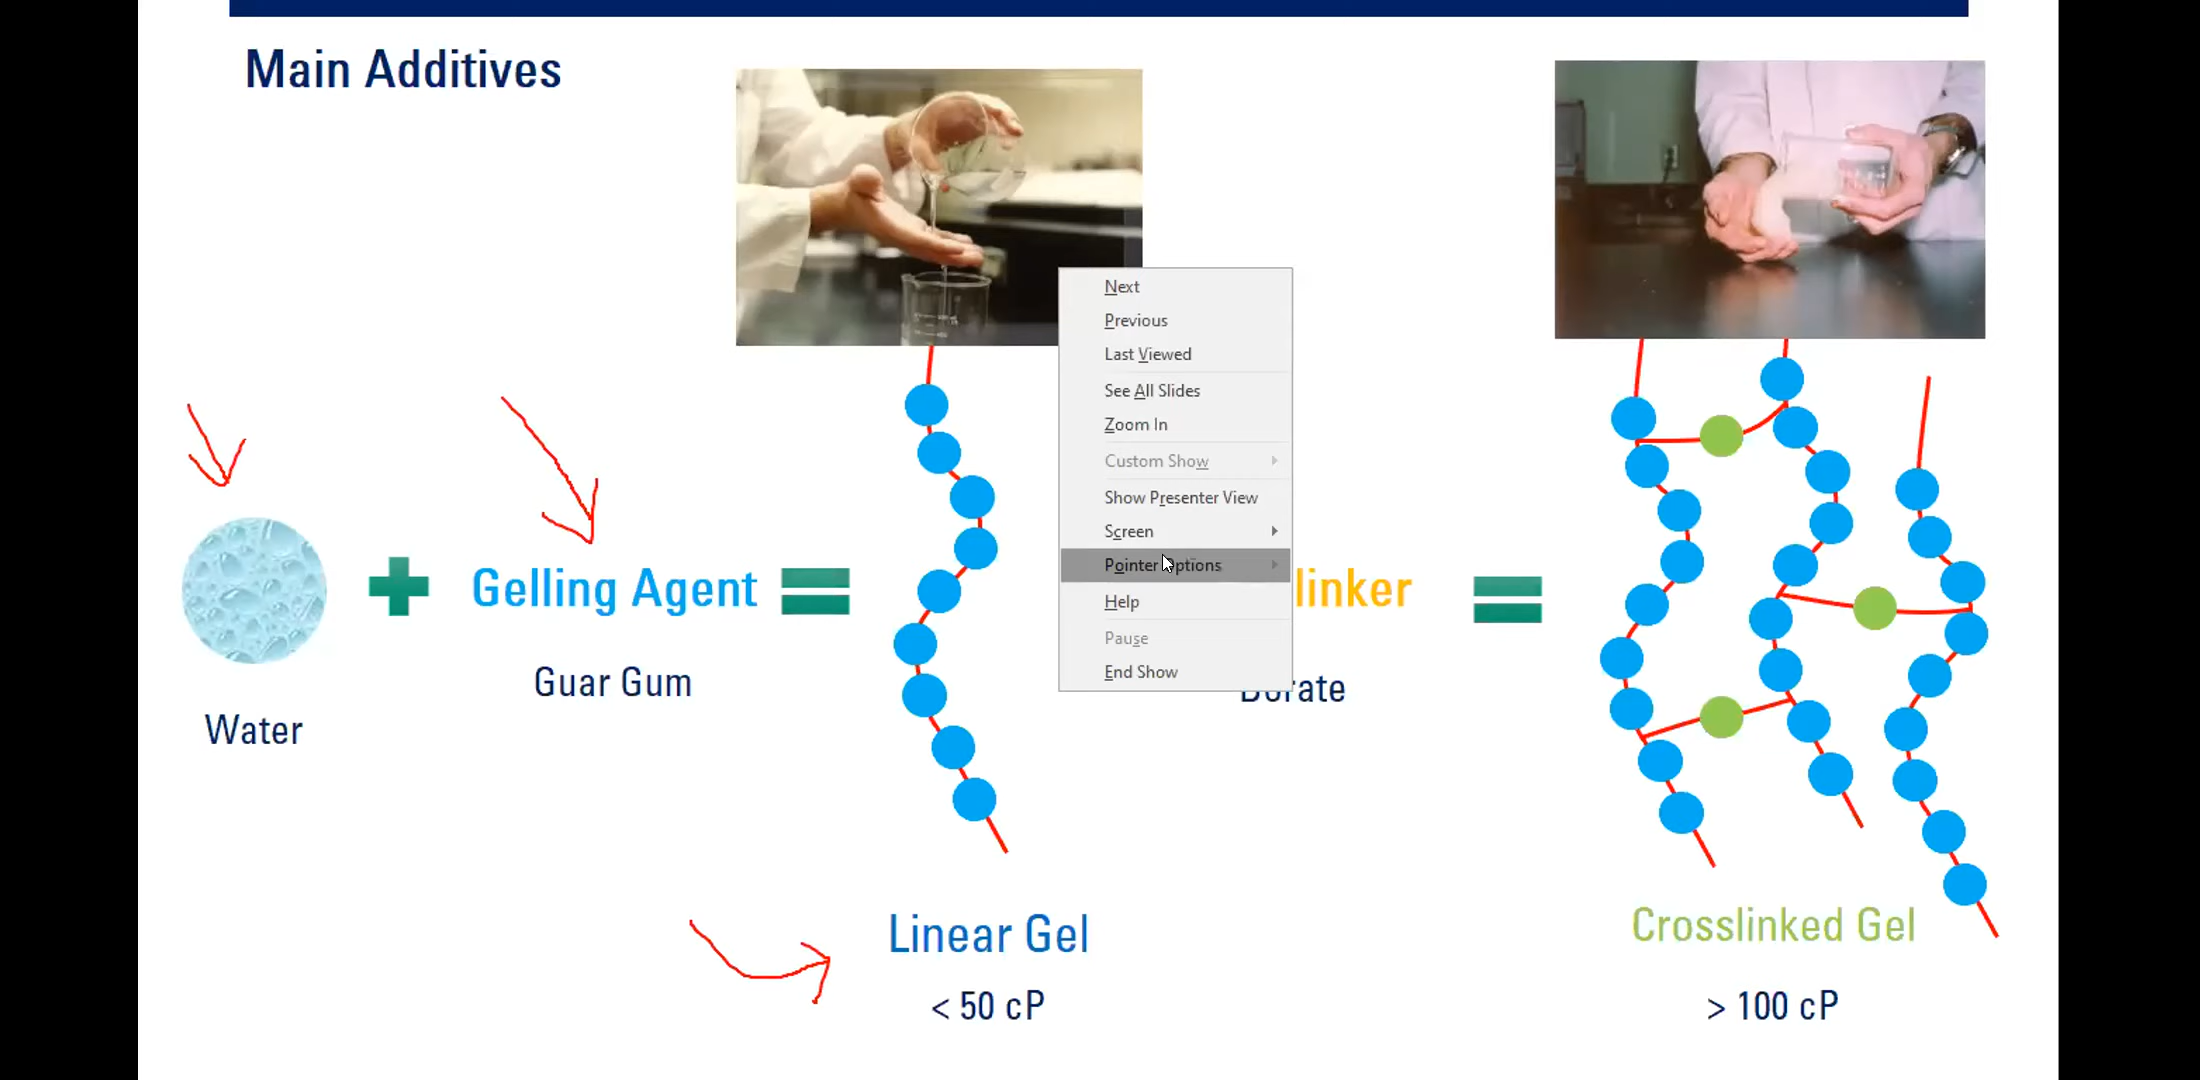 Main Additives
Next
Previous
Last Viewed
See All Slides
Zoom In
Custom Show
Show Presenter View
Screen
Pointer Options
Help
Pause
End Show
Gelling Agent
linker
Guar Gum
Water
Linear Gel
< 50 cP
Crosslinked Gel
> 100 cP